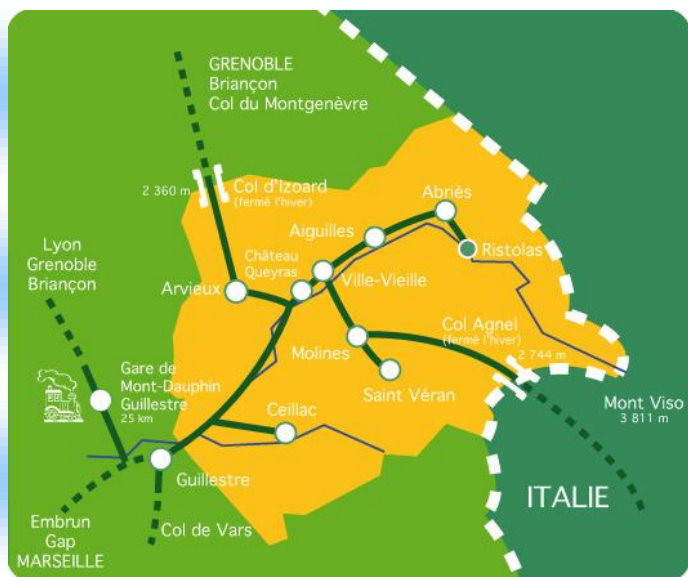 GRENOBLE
Briançon
Col du Montgenèvre
2 360 m
Col d'Izoard
(fermé l'hiver)
Abriès
Aiguilles
Ristolas
Lyon
Grenoble
Briançon
Château
Queyras
Ville-Vieille
Arvieux
Col Agnel
(fermé l'hiver)
2 744 m
Molines
Saint Véran
Gare de
Mont-Dauphin
Guillestre
25 km
Ceillac
Mont Viso
3 811 m
Guillestre
ITALIE
Embrun
Gap
MARSEILLE
Col de Vars